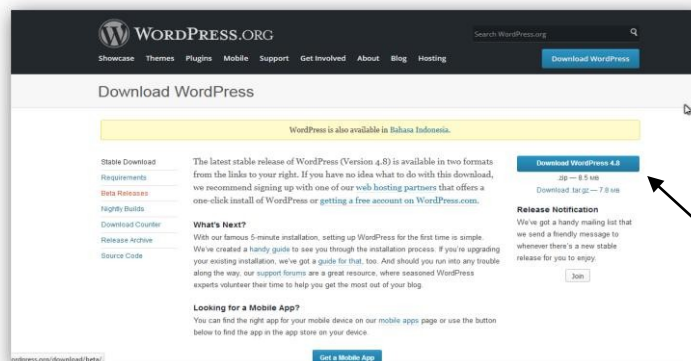 WORDPRESS.ORG
Search WordPress.org
Showcase Themes Plugins Mobile Support Get Involved About Blog Hosting
Download WordPress
Download WordPress
WordPress is also available in Bahasa Indonesia.
Stable Download
Requirements
Beta Releases
Nightly Builds
Download Counter
Release Archive
Source Code
The latest stable release of WordPress (Version 4.8) is available in two formats
from the links to your right. If you have no idea what to do with this download,
we recommend signing up with one of our web hosting partners that offers a
one-click install of WordPress or getting a free account on WordPress.com.
What's Next?
With our famous 5-minute installation, setting up WordPress for the first time is simple.
We've created a handy guide to see you through the installation process. If you're upgrading
your existing installation, we've got a guide for that, too. And should you run into any trouble
along the way, our support forums are a great resource, where seasoned WordPress
experts volunteer their time to help you get the most out of your blog.
Looking for a Mobile App?
You can find the right app for your mobile device on our mobile apps page or use the button
below to find the app in the app store on your device.
Get a Mobile App
Download WordPress 4.8
.zip — 8.5 MB
Download .tar.gz — 7.8 MB
Release Notification
We've got a handy mailing list that
we send a friendly message to
whenever there's a new stable
release for you to enjoy.
Join
ordpress.org/download/beta/